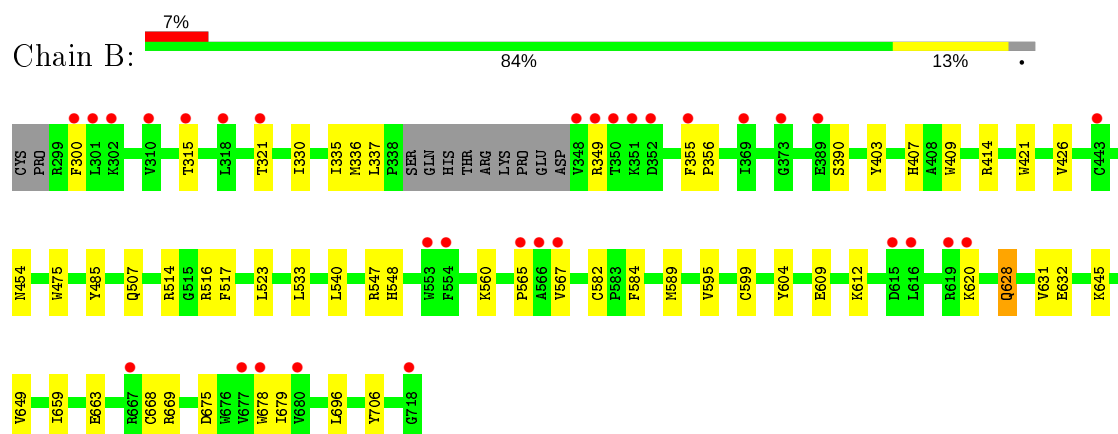 7%
Chain B:
84% 13% •
CYS PRO R299 F300 L301 K302 V310 T315 L318 T321 I330 I335 M336 L337 P338 SER GLN HIS THR ARG LYS PRO GLU ASP V348 R349 T350 K351 D352 F355 P356 I369 G373 E389 S390 Y403 H407 A408 W409 R414 W421 V426 C443
N454 W475 Y485 Q507 R514 G515 R516 F517 L523 L533 L540 R547 H548 W553 F554 K560 P565 A566 V567 C582 P583 F584 M589 V595 C599 Y604 E609 K612 D615 L616 R619 K620 Q628 V631 E632 K645
V649 I659 E663 R667 C668 R669 D675 W676 V677 W678 I679 V680 L696 Y706 G718